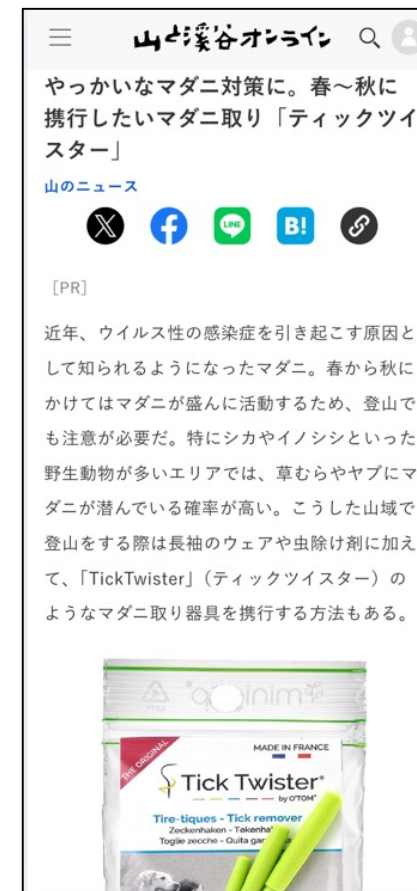 山と溪谷オンライン
やっかいなマダニ対策に。春〜秋に
携行したいマダニ取り「ティックツイ
スター」
山のニュース
LINE
B!
[PR]
近年、ウイルス性の感染症を引き起こす原因と
して知られるようになったマダニ。春から秋に
かけてはマダニが盛んに活動するため、登山で
も注意が必要だ。特にシカやイノシシといった
野生動物が多いエリアでは、草むらやヤブにマ
ダニが潜んでいる確率が高い。こうした山域で
登山をする際は長袖のウェアや虫除け剤に加え
て、「TickTwister」（ティックツイスター）の
ようなマダニ取り器具を携行する方法もある。
THE ORIGINAL
MADE IN FRANCE
Tick Twister®
by O'TOM®
Tire-tiques - Tick remover
Zeckenhaken -
Toglie zecche - Quita